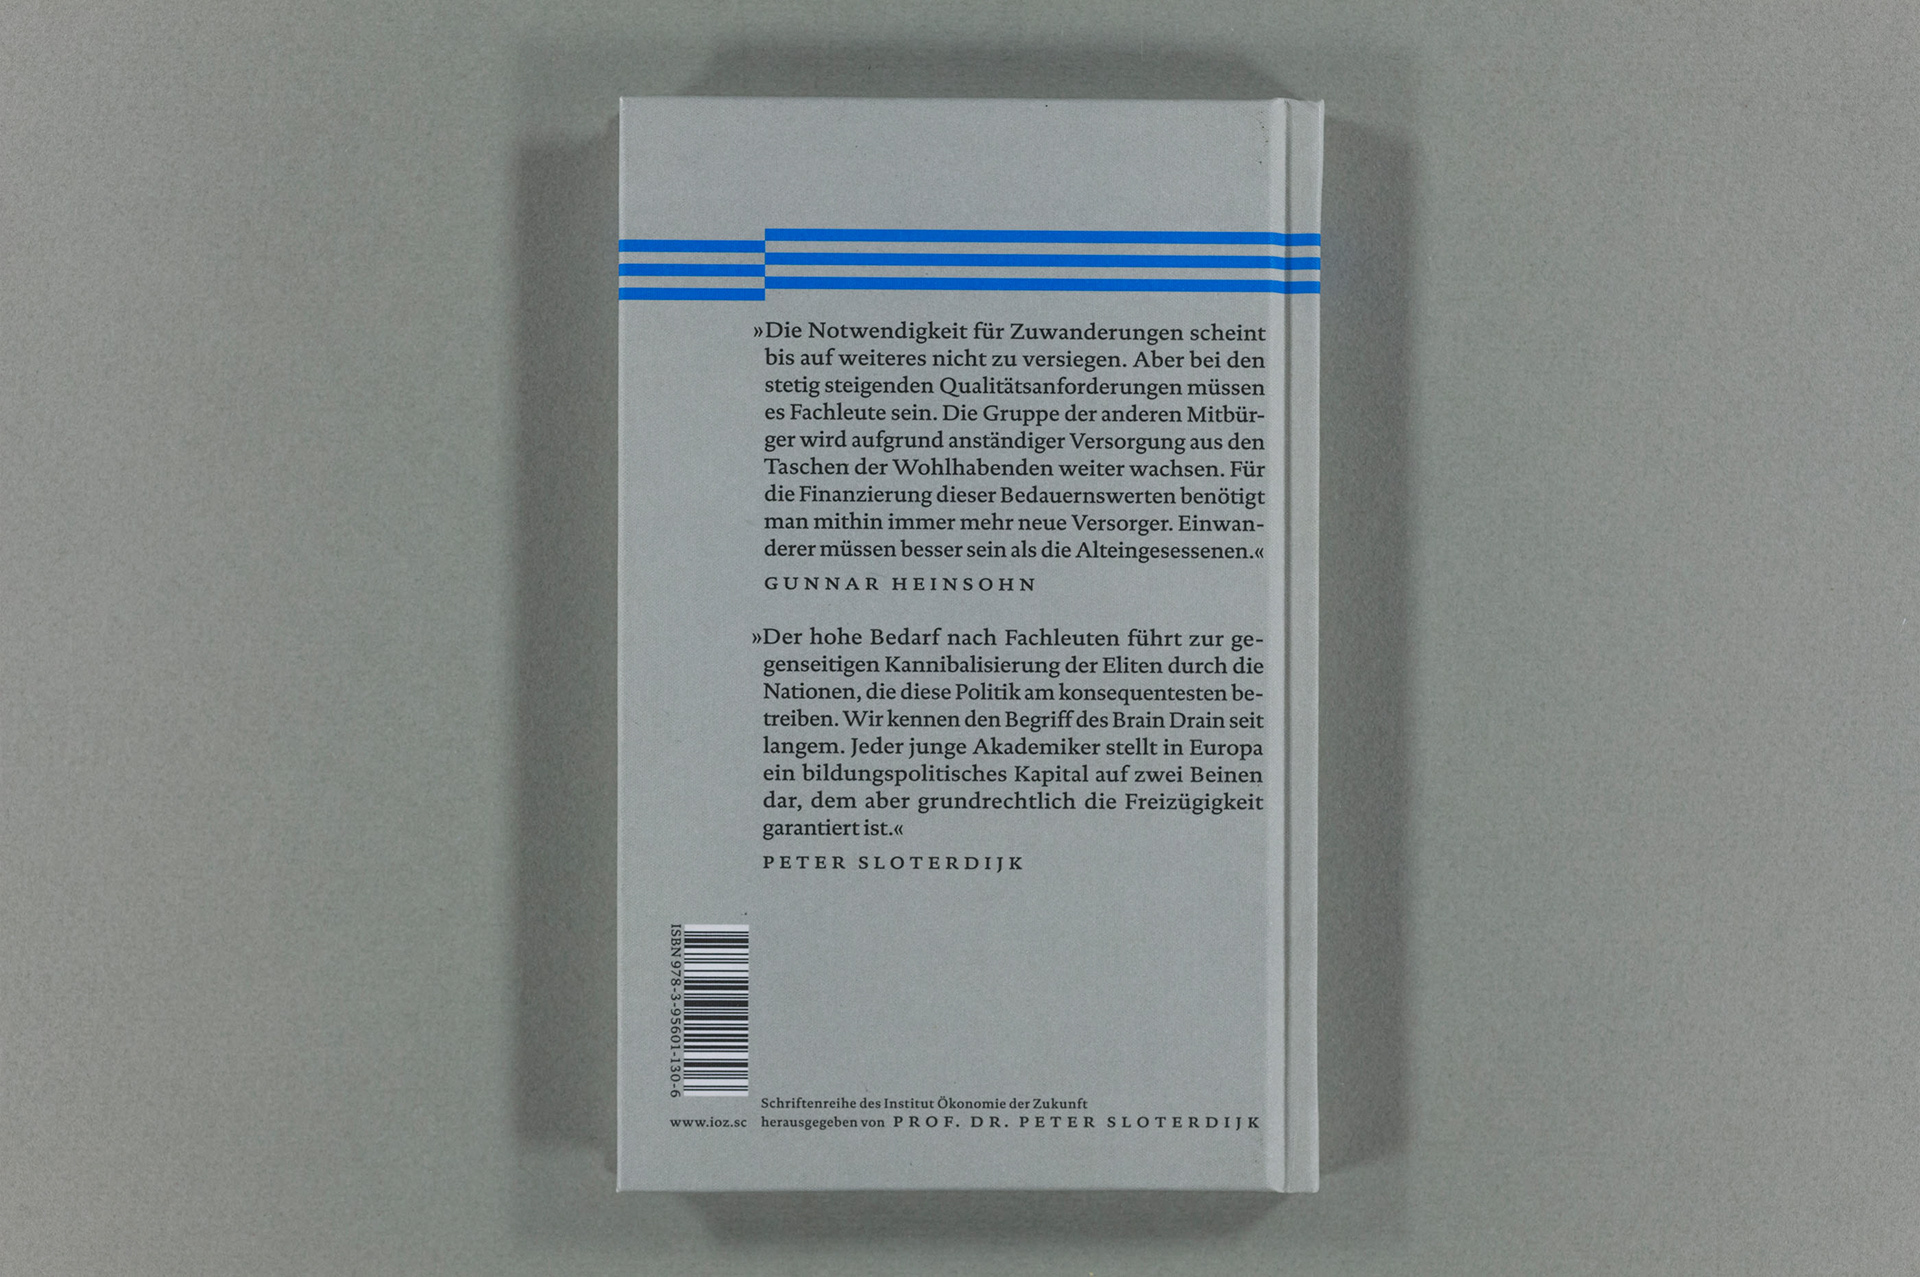 »Die Notwendigkeit für Zuwanderungen scheint
bis auf weiteres nicht zu versiegen. Aber bei den
stetig steigenden Qualitätsanforderungen müssen
es Fachleute sein. Die Gruppe der anderen Mitbür-
ger wird aufgrund anständiger Versorgung aus den
Taschen der Wohlhabenden weiter wachsen. Für
die Finanzierung dieser Bedauernswerten benötigt
man mithin immer mehr neue Versorger. Einwan-
derer müssen besser sein als die Alteingesessenen.«
GUNNAR HEINSOHN
»Der hohe Bedarf nach Fachleuten führt zur ge-
genseitigen Kannibalisierung der Eliten durch die
Nationen, die diese Politik am konsequentesten be-
treiben. Wir kennen den Begriff des Brain Drain seit
langem. Jeder junge Akademiker stellt in Europa
ein bildungspolitisches Kapital auf zwei Beinen
dar, dem aber grundrechtlich die Freizügigkeit
garantiert ist.«
PETER SLOTERDIJK
ISBN 978-3-95601-130-6
Schriftenreihe des Institut Ökonomie der Zukunft
www.ioz.sc herausgegeben von PROF. DR. PETER SLOTERDIJK